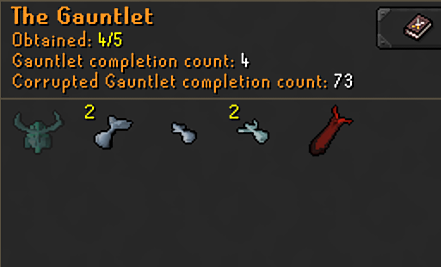 The Gauntlet
Obtained: 4/5
Gauntlet completion count: 4
Corrupted Gauntlet completion count: 73
2 2